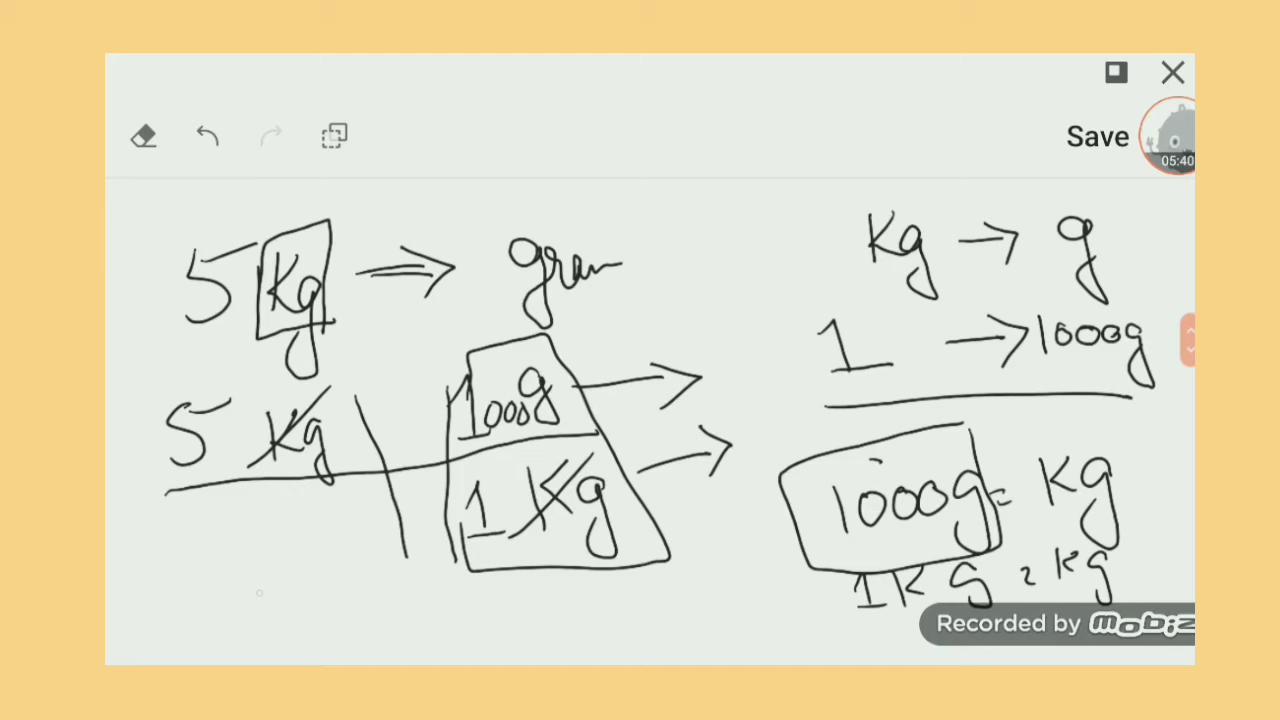 Save
05:40
5 Kg ⇒ gram
Kg → g
1 → 1000g
5 Kg | 1000g →
1 Kg →
1000g = Kg
1 Kg = Kg
Recorded by mobiz